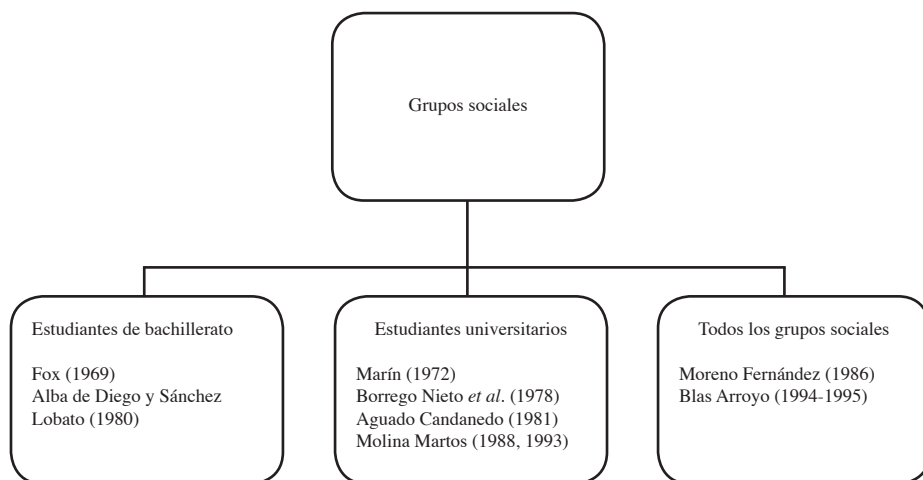 Grupos sociales
Estudiantes de bachillerato
Fox (1969)
Alba de Diego y Sánchez
Lobato (1980)
Estudiantes universitarios
Marín (1972)
Borrego Nieto et al. (1978)
Aguado Candanedo (1981)
Molina Martos (1988, 1993)
Todos los grupos sociales
Moreno Fernández (1986)
Blas Arroyo (1994-1995)